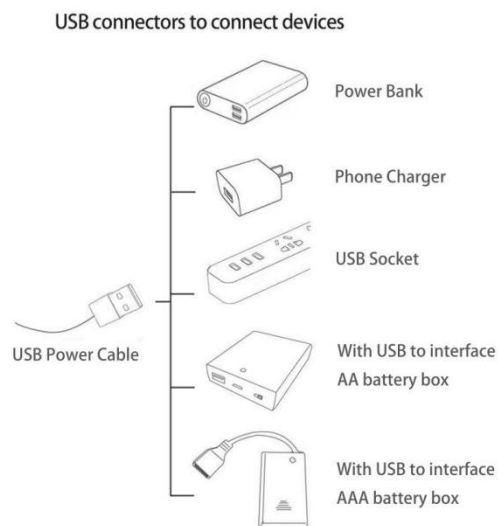 USB connectors to connect devices
Power Bank
Phone Charger
USB Socket
USB Power Cable
With USB to interface
AA battery box
With USB to interface
AAA battery box